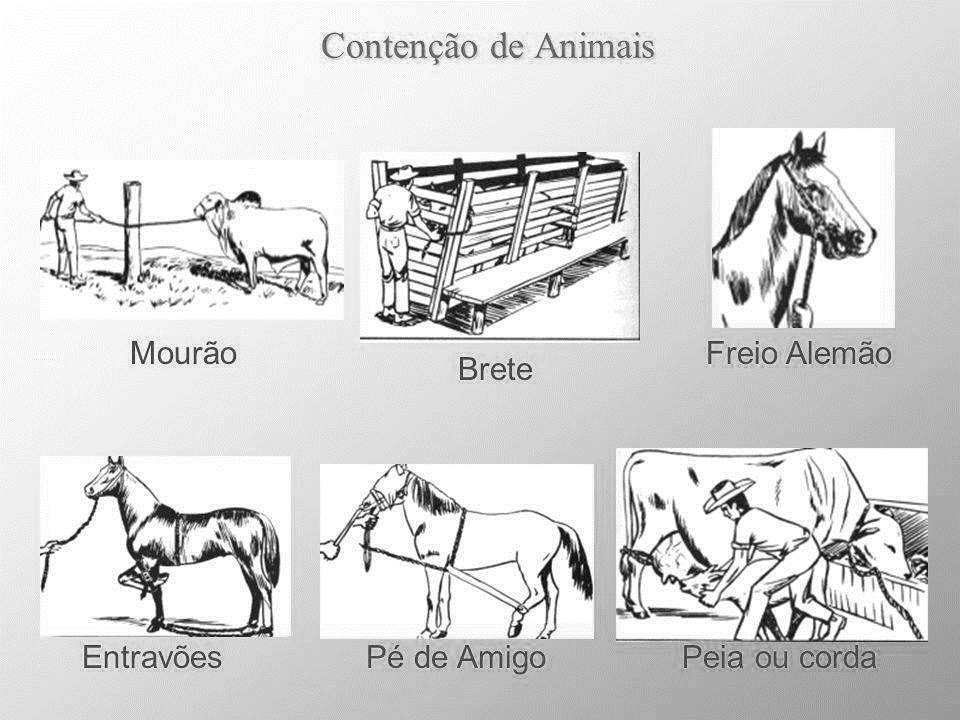 Contenção de Animais
Mourão
Brete
Freio Alemão
Entravões
Pé de Amigo
Peia ou corda